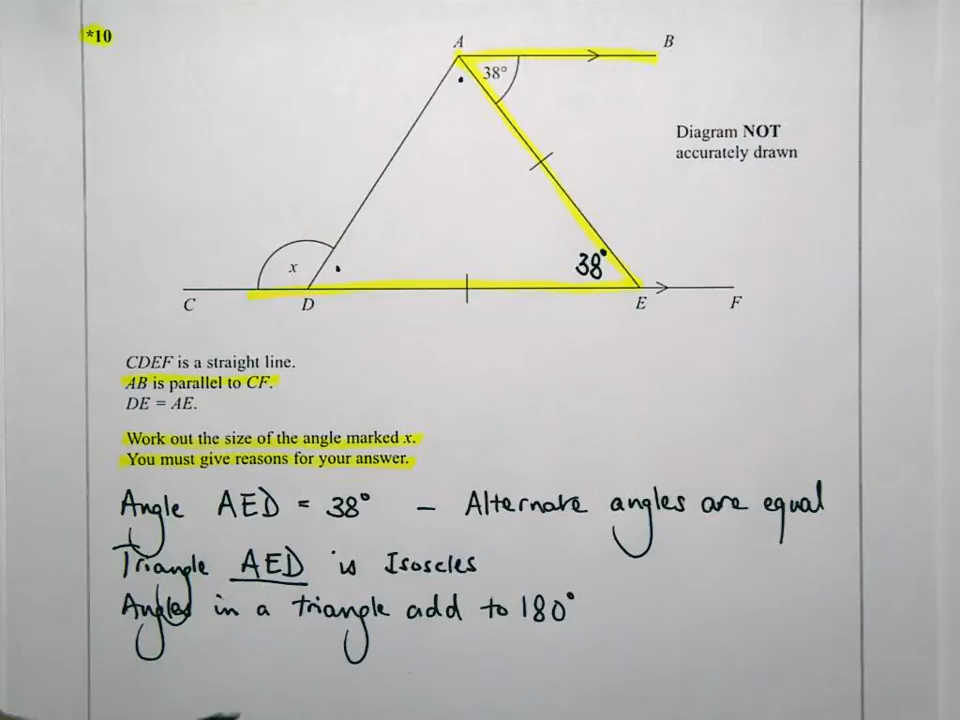 *10
A
B
38°
Diagram NOT
accurately drawn
x
38°
C
D
E
F
CDEF is a straight line.
AB is parallel to CF.
DE = AE.
Work out the size of the angle marked x.
You must give reasons for your answer.
Angle AED = 38° – Alternate angles are equal
Triangle AED is Isoscles
Angles in a triangle add to 180°